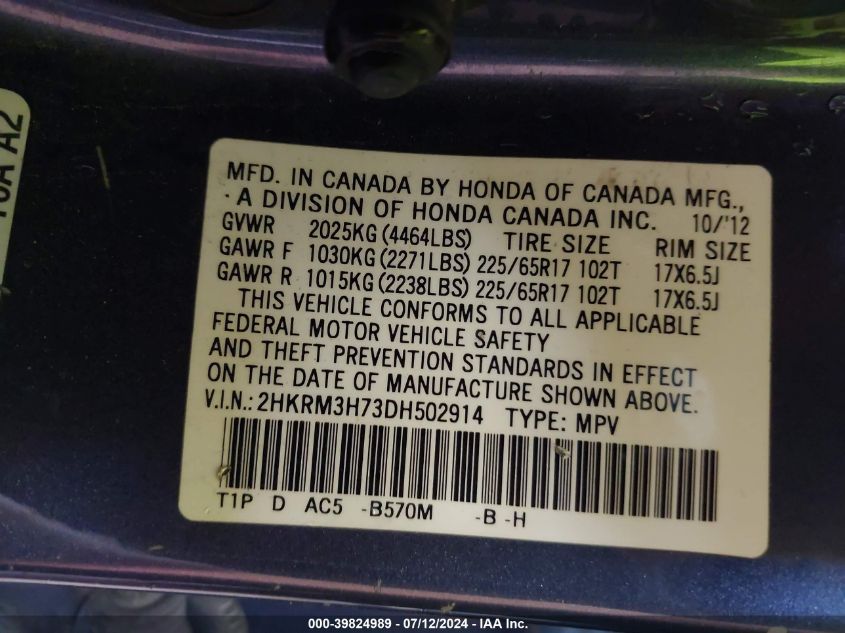 MFD. IN CANADA BY HONDA OF CANADA MFG.,
A DIVISION OF HONDA CANADA INC. 10/'12
GVWR 2025KG (4464LBS) TIRE SIZE RIM SIZE
GAWR F 1030KG (2271LBS) 225/65R17 102T 17X6.5J
GAWR R 1015KG (2238LBS) 225/65R17 102T 17X6.5J
THIS VEHICLE CONFORMS TO ALL APPLICABLE
FEDERAL MOTOR VEHICLE SAFETY
AND THEFT PREVENTION STANDARDS IN EFFECT
ON THE DATE OF MANUFACTURE SHOWN ABOVE.
V.I.N.: 2HKRM3H73DH502914 TYPE: MPV
T1P D AC5 -B570M -B -H
A2
000-39824989 - 07/12/2024 - IAA Inc.